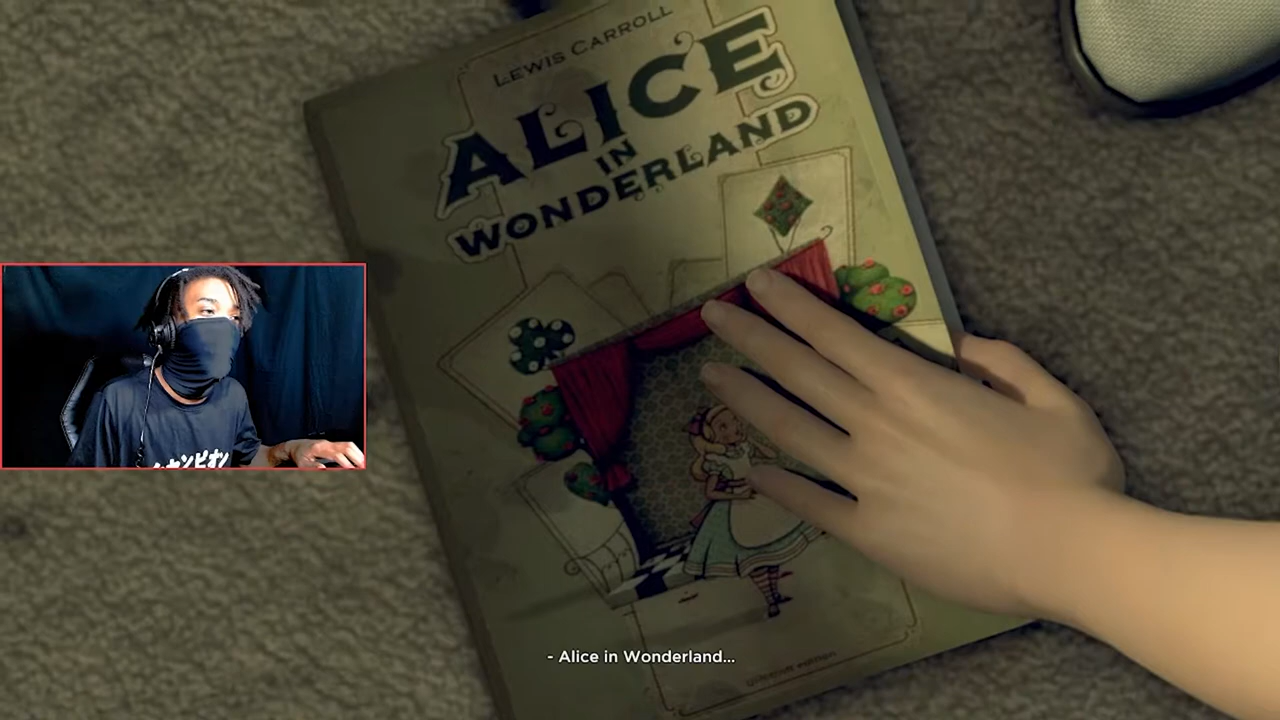 LEWIS CARROLL
ALICE
IN
WONDERLAND
- Alice in Wonderland...